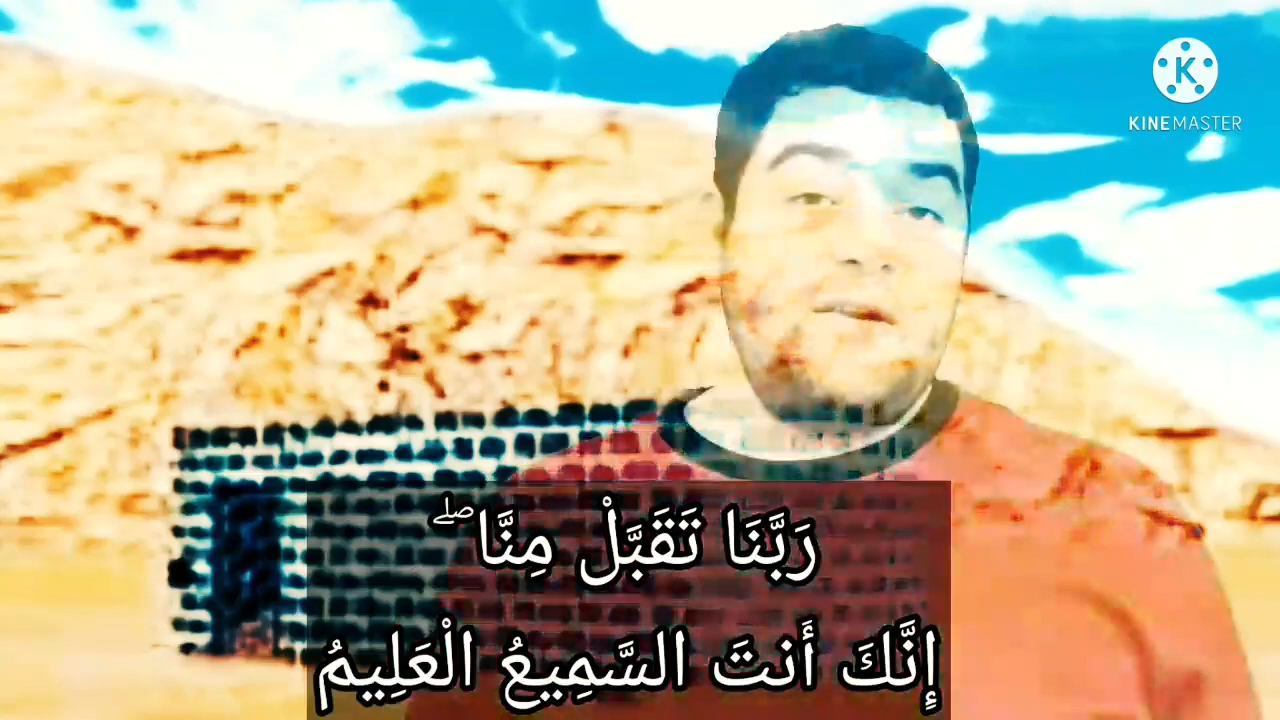 KINEMASTER
رَبَّنَا تَقَبَّلْ مِنَّا ۖ
إِنَّكَ أَنتَ السَّمِيعُ الْعَلِيمُ